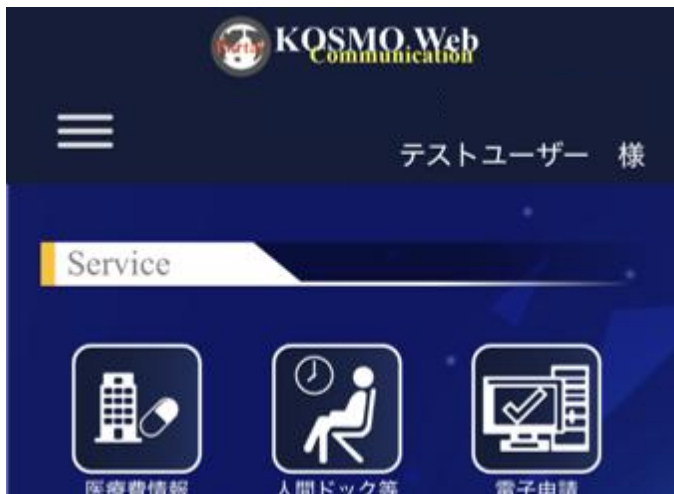 Portal KOSMO Web
Communication
テストユーザー 様
Service
医療費情報 人間ドック等 電子申請